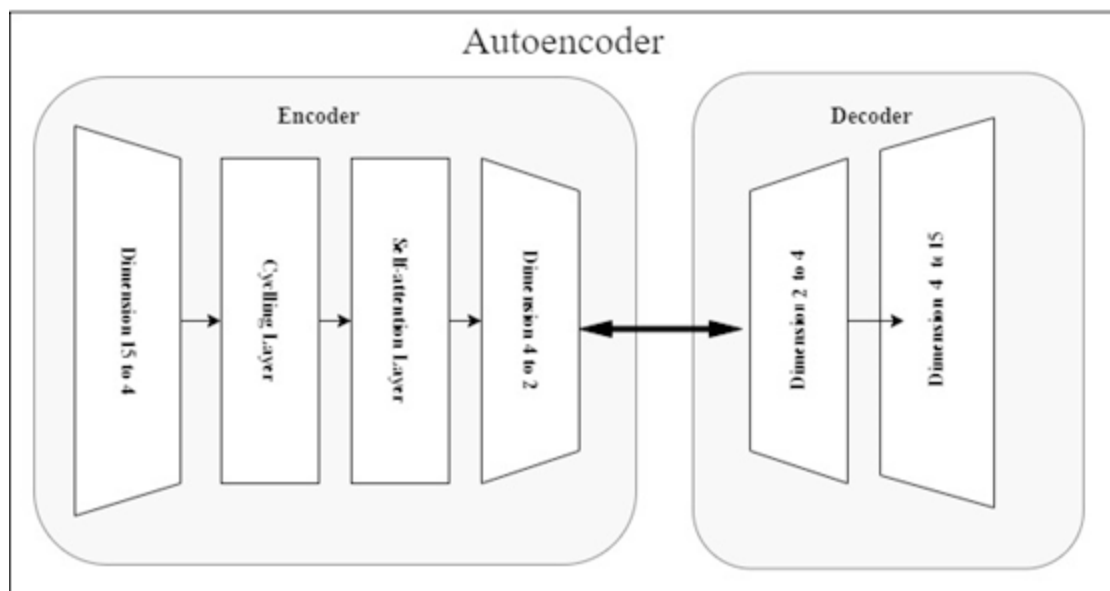 Autoencoder
Encoder
Decoder
Dimension 15 to 4
Cyclling Layer
Self-attention Layer
Dimension 4 to 2
Dimension 2 to 4
Dimension 4 to 15